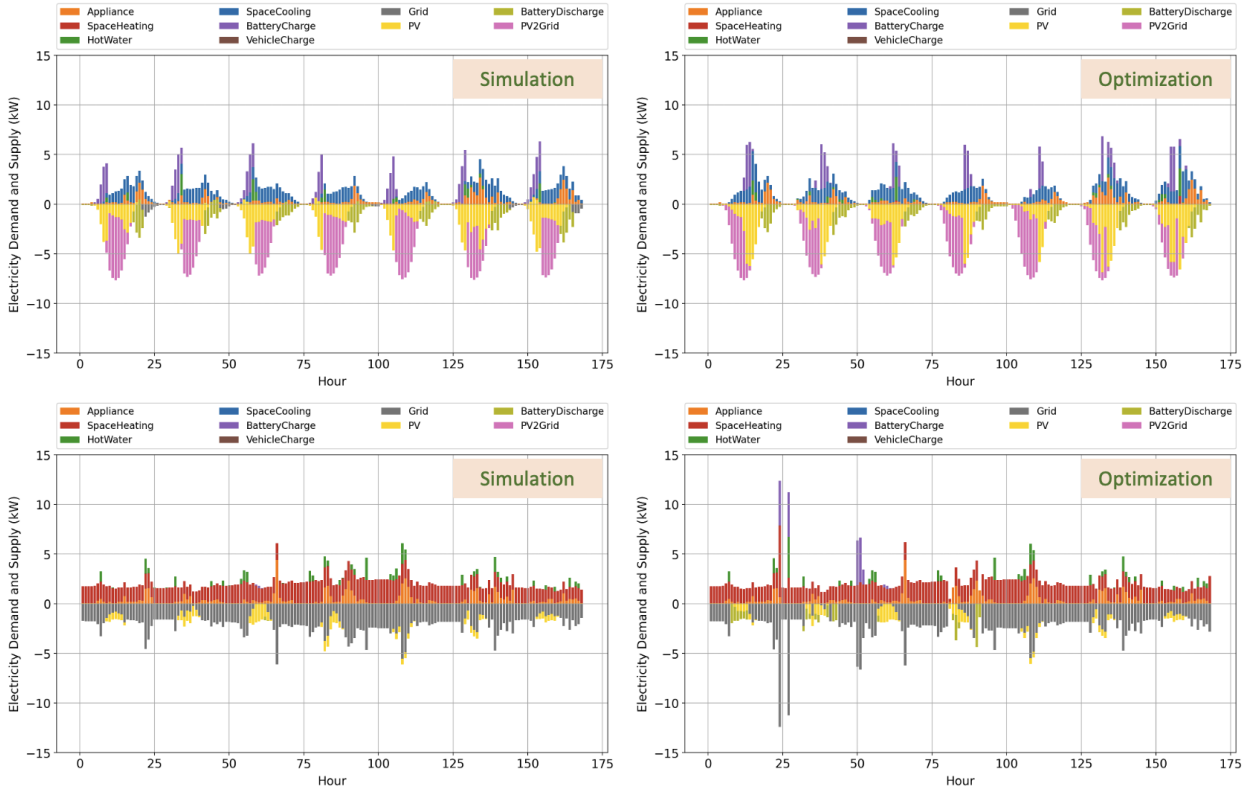 Appliance SpaceCooling Grid BatteryDischarge
SpaceHeating BatteryCharge PV PV2Grid
HotWater VehicleCharge
Simulation
Electricity Demand and Supply (kW)
15
10
5
0
−5
−10
−15
0 25 50 75 100 125 150 175
Hour
Appliance SpaceCooling Grid BatteryDischarge
SpaceHeating BatteryCharge PV PV2Grid
HotWater VehicleCharge
Optimization
Electricity Demand and Supply (kW)
15
10
5
0
−5
−10
−15
0 25 50 75 100 125 150 175
Hour
Appliance SpaceCooling Grid BatteryDischarge
SpaceHeating BatteryCharge PV PV2Grid
HotWater VehicleCharge
Simulation
Electricity Demand and Supply (kW)
15
10
5
0
−5
−10
−15
0 25 50 75 100 125 150 175
Hour
Appliance SpaceCooling Grid BatteryDischarge
SpaceHeating BatteryCharge PV PV2Grid
HotWater VehicleCharge
Optimization
Electricity Demand and Supply (kW)
15
10
5
0
−5
−10
−15
0 25 50 75 100 125 150 175
Hour